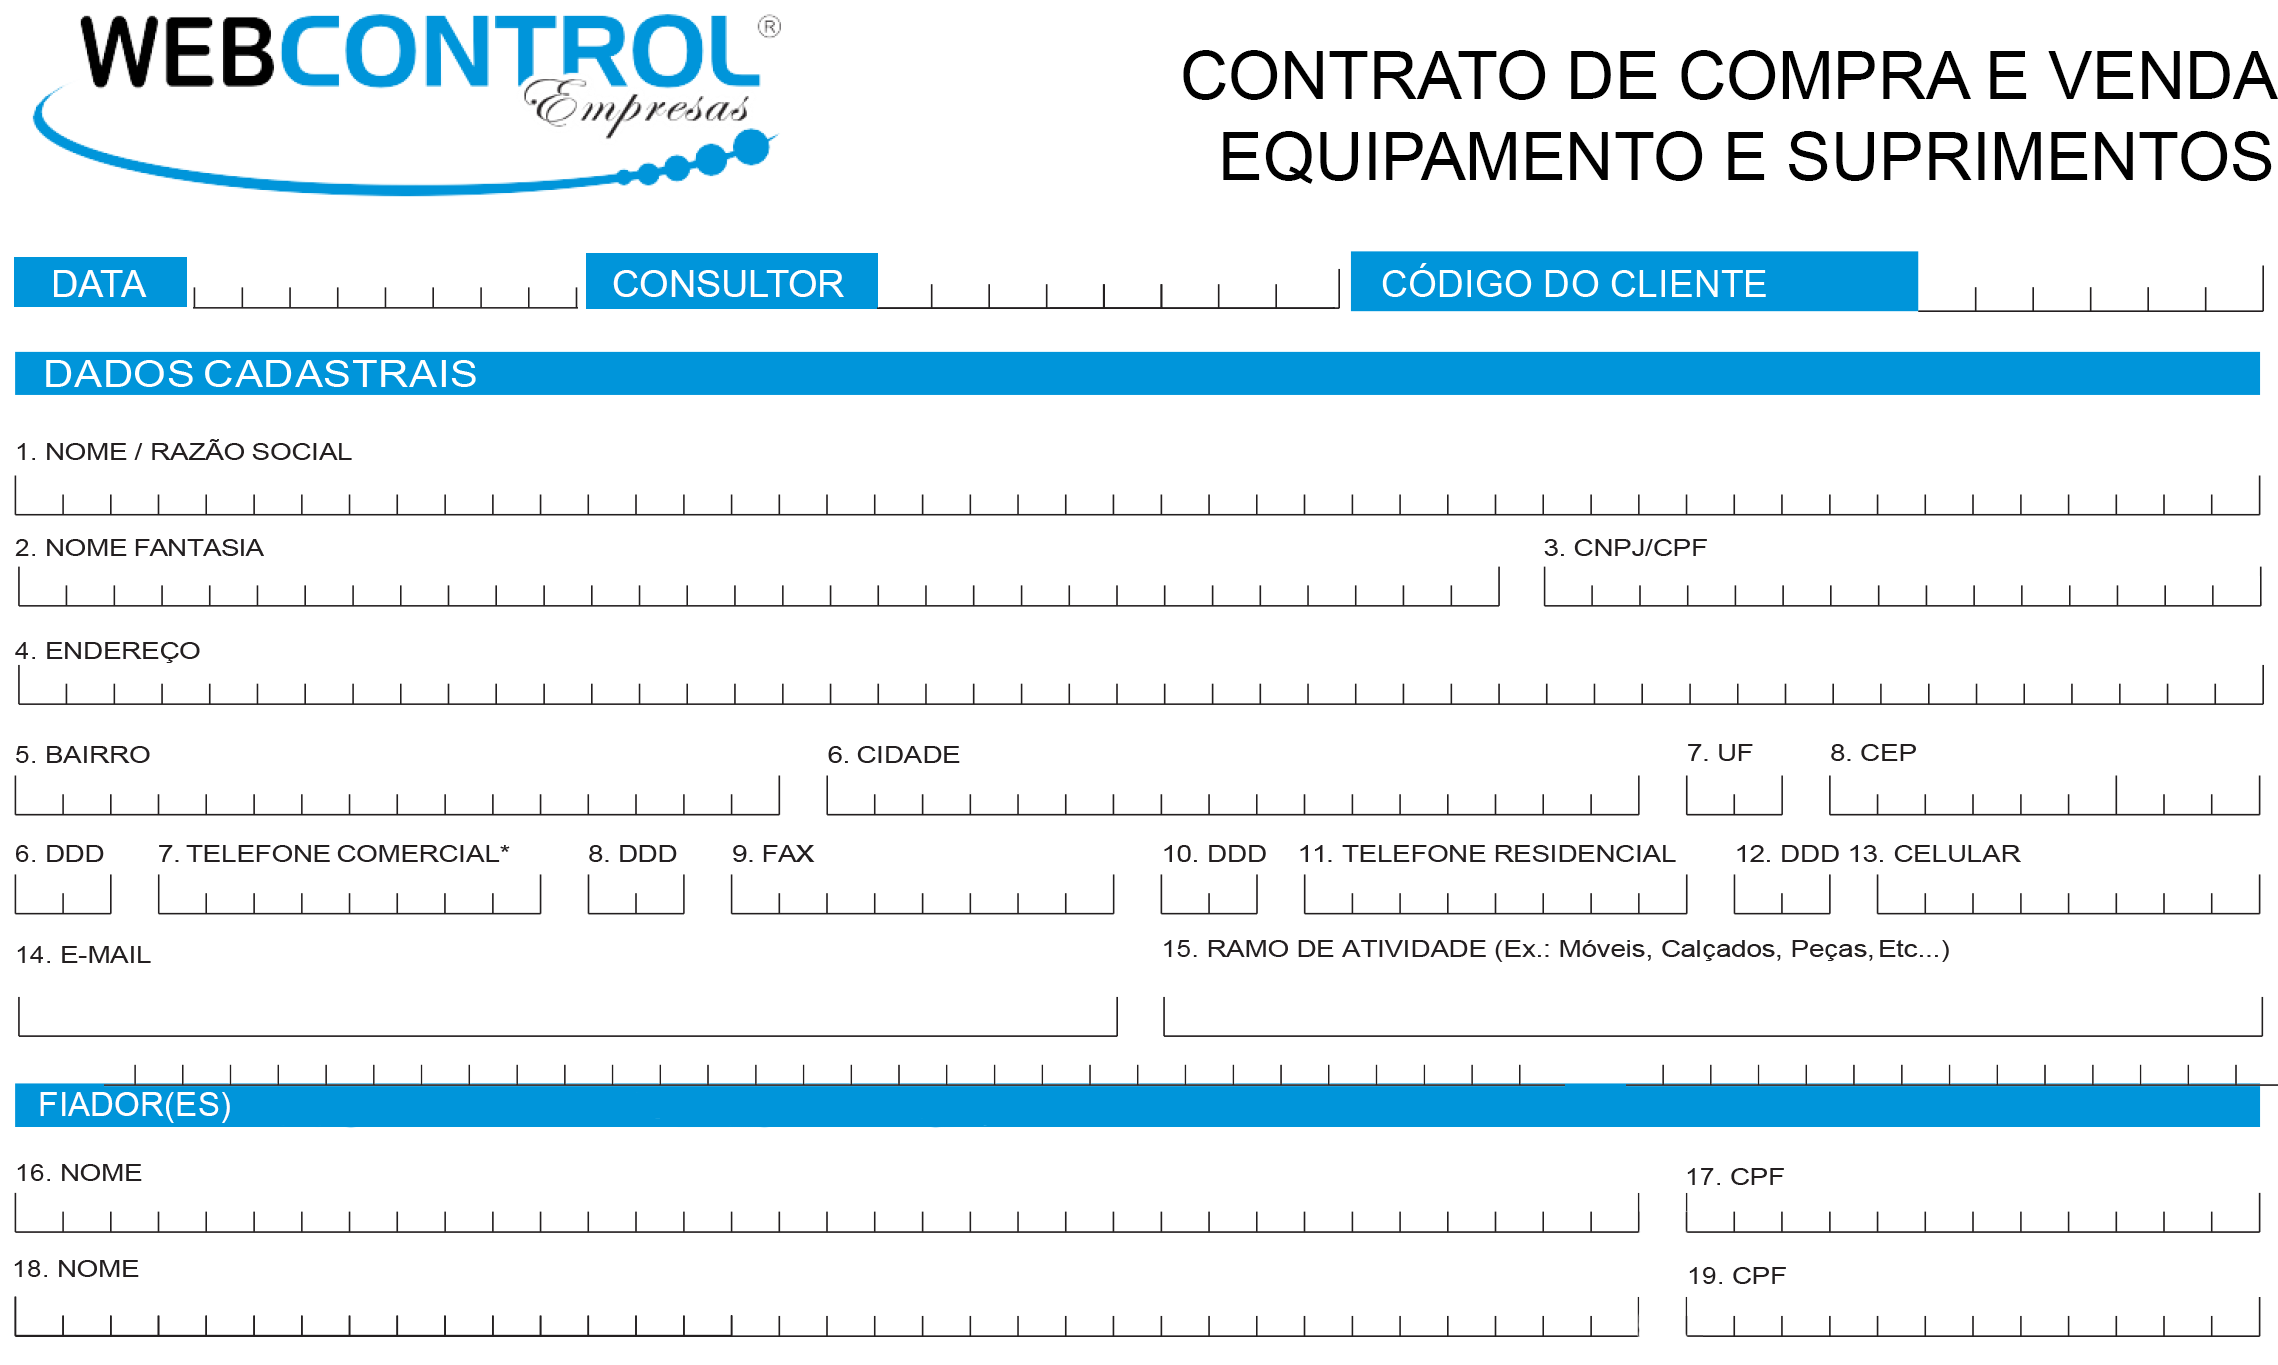 WEBCONTROL®
Empresas
CONTRATO DE COMPRA E VENDA
EQUIPAMENTO E SUPRIMENTOS
DATA CONSULTOR CÓDIGO DO CLIENTE
DADOS CADASTRAIS
1. NOME / RAZÃO SOCIAL
2. NOME FANTASIA 3. CNPJ/CPF
4. ENDEREÇO
5. BAIRRO 6. CIDADE 7. UF 8. CEP
6. DDD 7. TELEFONE COMERCIAL* 8. DDD 9. FAX 10. DDD 11. TELEFONE RESIDENCIAL 12. DDD 13. CELULAR
14. E-MAIL 15. RAMO DE ATIVIDADE (Ex.: Móveis, Calçados, Peças, Etc...)
FIADOR(ES)
16. NOME 17. CPF
18. NOME 19. CPF